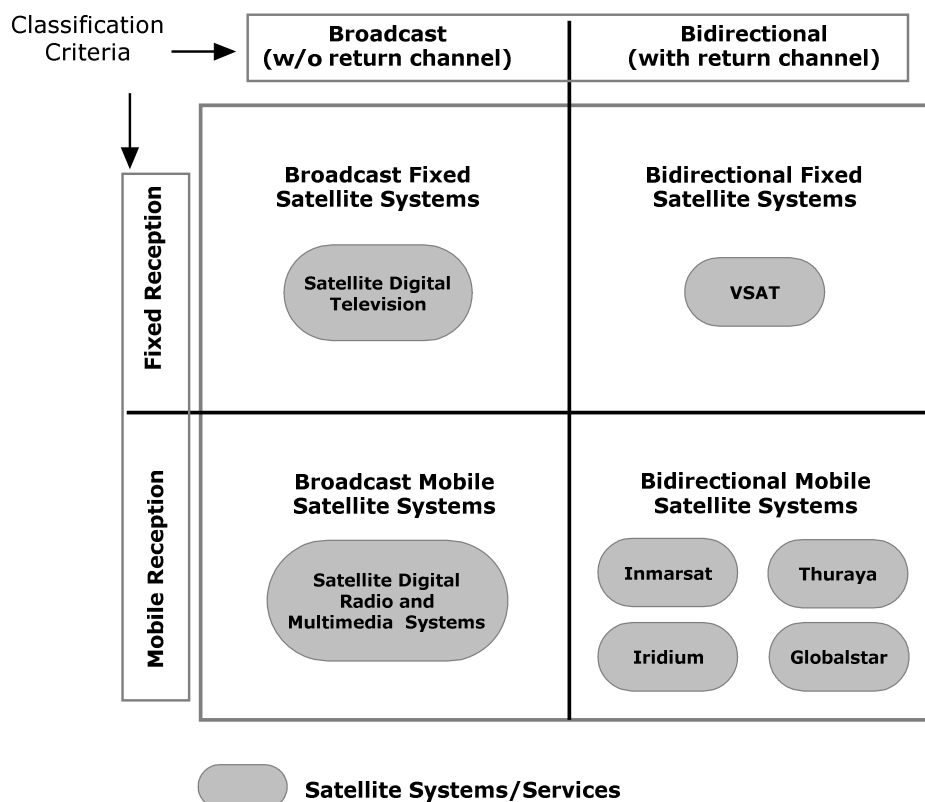 Classification
Criteria
Broadcast
(w/o return channel)
Bidirectional
(with return channel)
Fixed Reception
Broadcast Fixed
Satellite Systems
Satellite Digital
Television
Bidirectional Fixed
Satellite Systems
VSAT
Mobile Reception
Broadcast Mobile
Satellite Systems
Satellite Digital
Radio and
Multimedia Systems
Bidirectional Mobile
Satellite Systems
Inmarsat
Thuraya
Iridium
Globalstar
Satellite Systems/Services